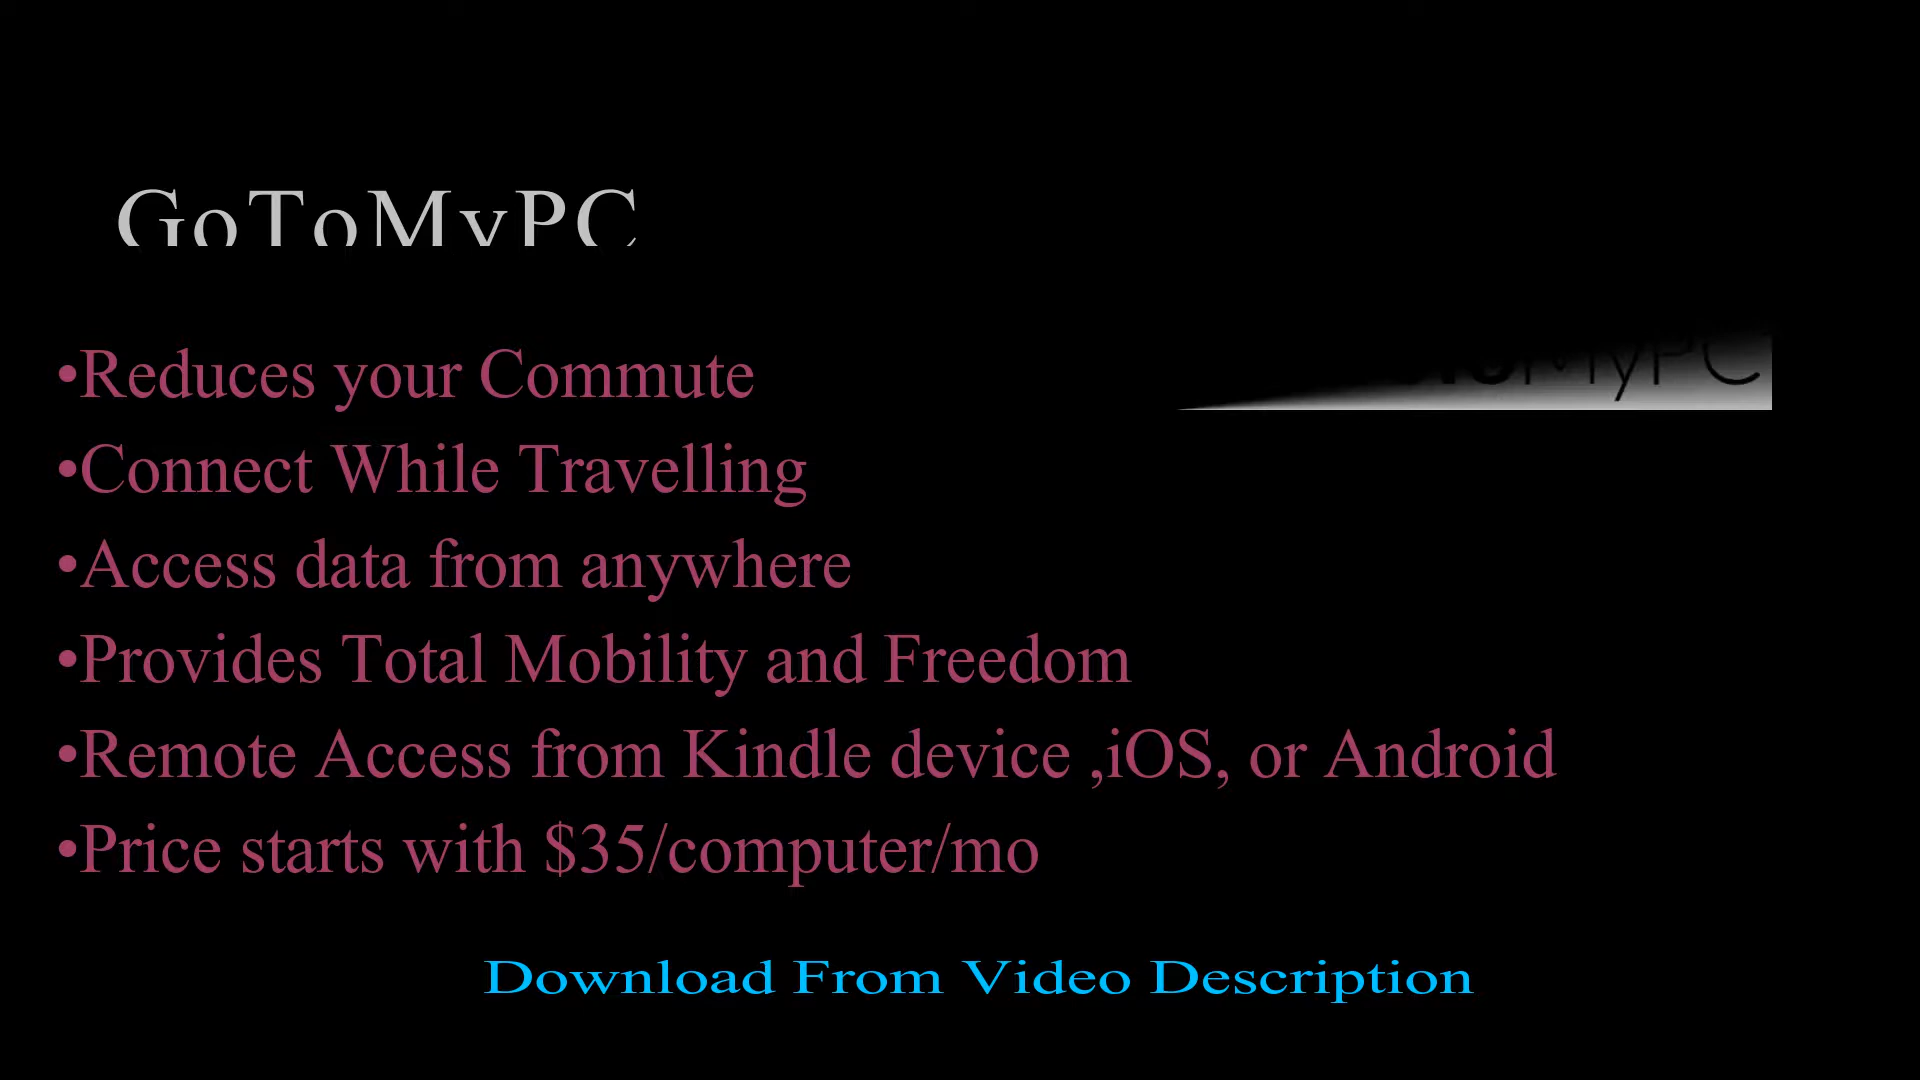 GoToMyPC
MyPC
•Reduces your Commute
•Connect While Travelling
•Access data from anywhere
•Provides Total Mobility and Freedom
•Remote Access from Kindle device ,iOS, or Android
•Price starts with $35/computer/mo
Download From Video Description